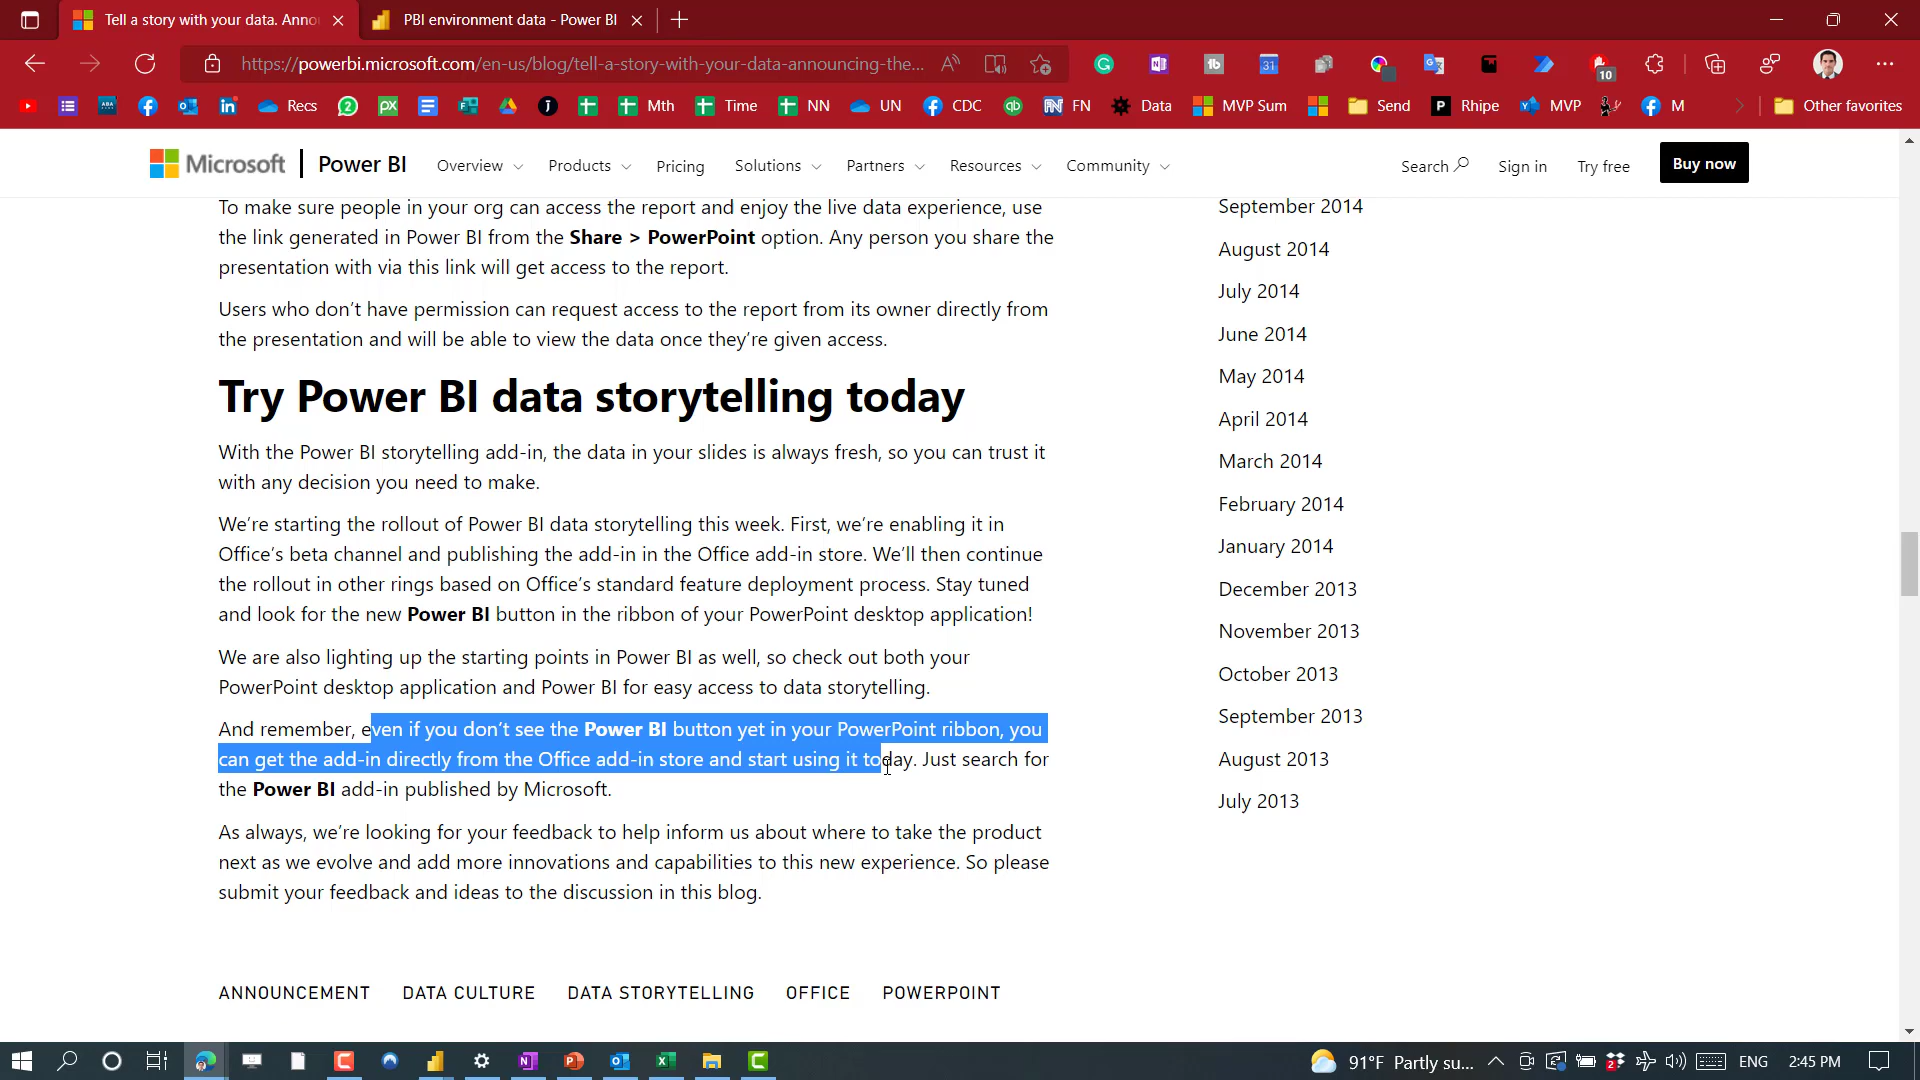 Tell a story with your data. Anno
PBI environment data - Power BI
https://powerbi.microsoft.com/en-us/blog/tell-a-story-with-your-data-announcing-the...
10
Recs
Mth
Time
NN
UN
CDC
FN
Data
MVP Sum
Send
Rhipe
MVP
M
Other favorites
Microsoft
Power BI
Overview
Products
Pricing
Solutions
Partners
Resources
Community
Search
Sign in
Try free
Buy now
To make sure people in your org can access the report and enjoy the live data experience, use
the link generated in Power BI from the Share > PowerPoint option. Any person you share the
presentation with via this link will get access to the report.
Users who don’t have permission can request access to the report from its owner directly from
the presentation and will be able to view the data once they’re given access.
Try Power BI data storytelling today
With the Power BI storytelling add-in, the data in your slides is always fresh, so you can trust it
with any decision you need to make.
We’re starting the rollout of Power BI data storytelling this week. First, we’re enabling it in
Office’s beta channel and publishing the add-in in the Office add-in store. We’ll then continue
the rollout in other rings based on Office’s standard feature deployment process. Stay tuned
and look for the new Power BI button in the ribbon of your PowerPoint desktop application!
We are also lighting up the starting points in Power BI as well, so check out both your
PowerPoint desktop application and Power BI for easy access to data storytelling.
And remember, even if you don’t see the Power BI button yet in your PowerPoint ribbon, you
can get the add-in directly from the Office add-in store and start using it today. Just search for
the Power BI add-in published by Microsoft.
As always, we’re looking for your feedback to help inform us about where to take the product
next as we evolve and add more innovations and capabilities to this new experience. So please
submit your feedback and ideas to the discussion in this blog.
ANNOUNCEMENT
DATA CULTURE
DATA STORYTELLING
OFFICE
POWERPOINT
September 2014
August 2014
July 2014
June 2014
May 2014
April 2014
March 2014
February 2014
January 2014
December 2013
November 2013
October 2013
September 2013
August 2013
July 2013
91°F Partly su...
ENG
2:45 PM